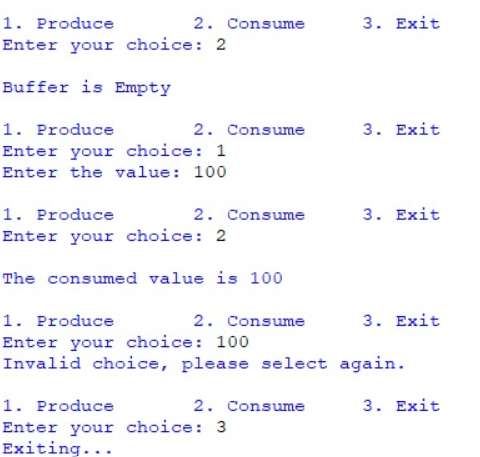 1. Produce 2. Consume 3. Exit
Enter your choice: 2
Buffer is Empty
1. Produce 2. Consume 3. Exit
Enter your choice: 1
Enter the value: 100
1. Produce 2. Consume 3. Exit
Enter your choice: 2
The consumed value is 100
1. Produce 2. Consume 3. Exit
Enter your choice: 100
Invalid choice, please select again.
1. Produce 2. Consume 3. Exit
Enter your choice: 3
Exiting...